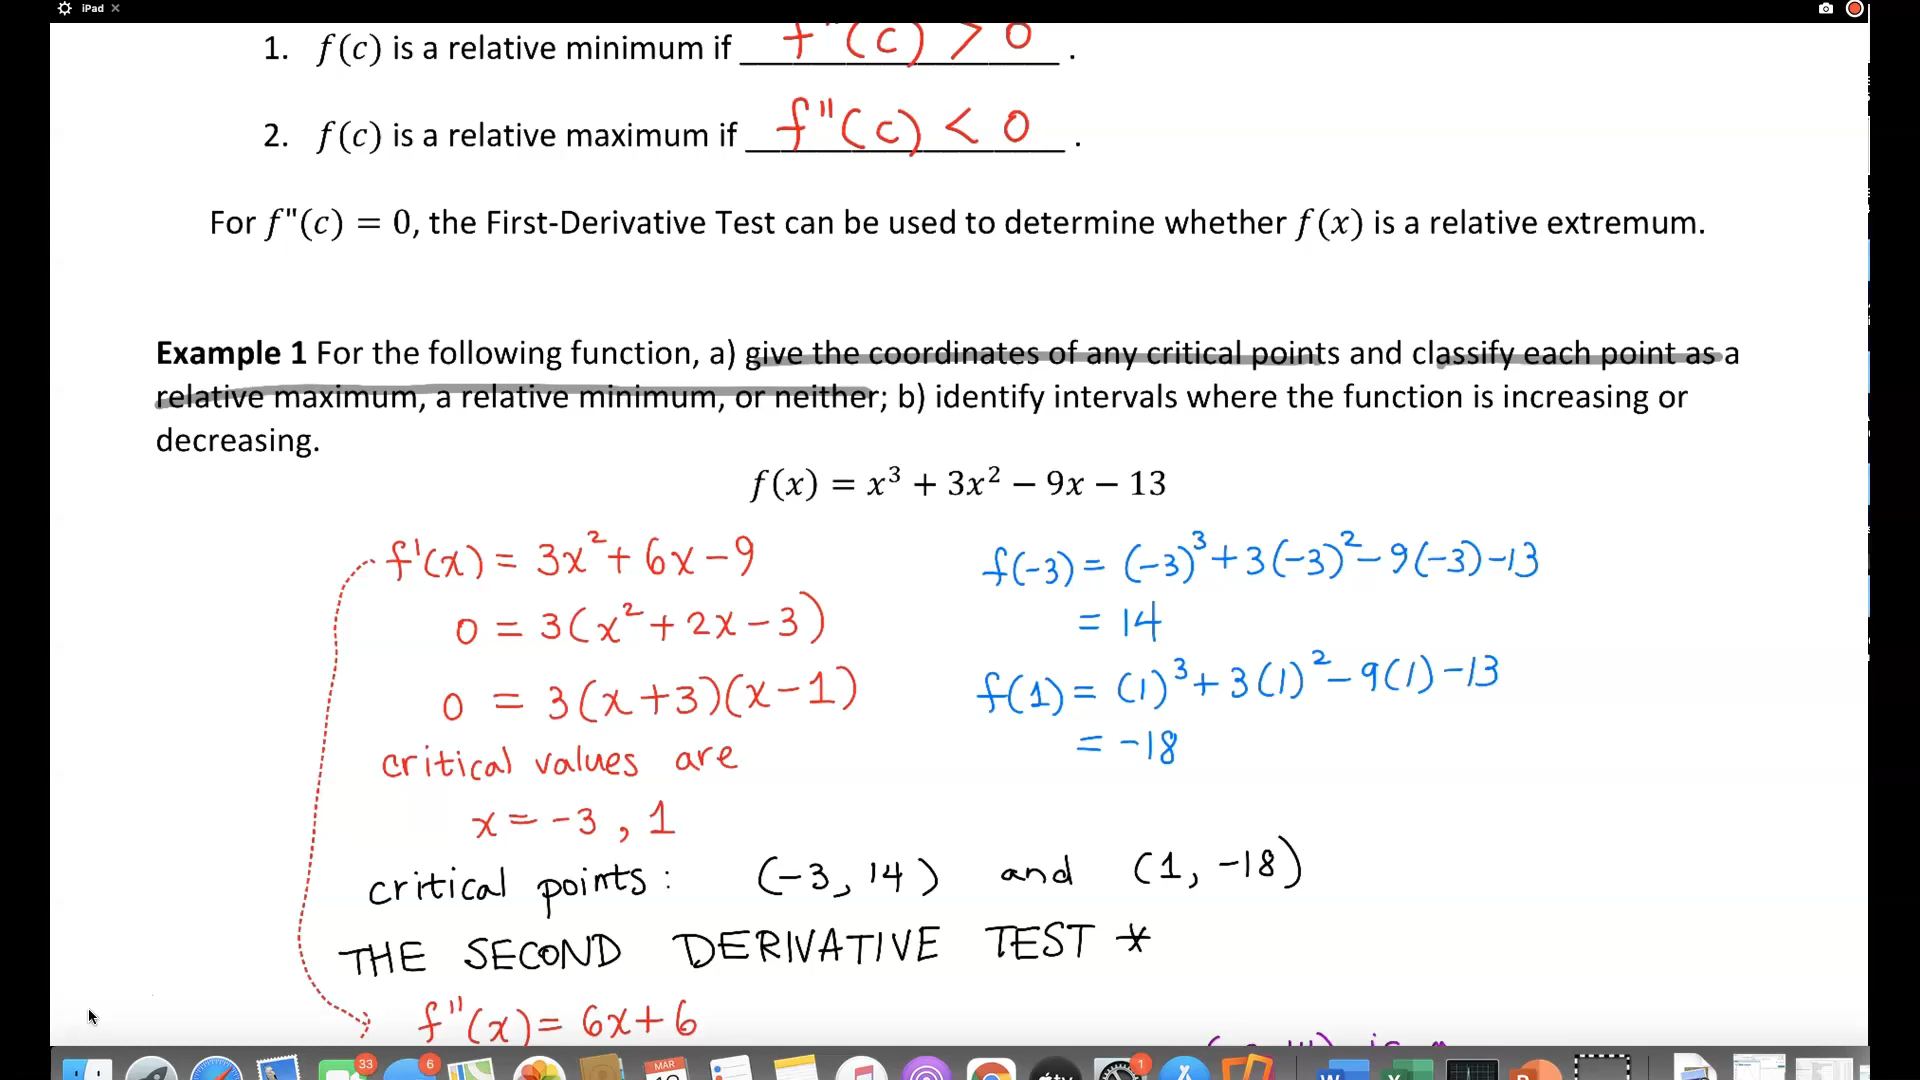 iPad
1. f(c) is a relative minimum if f''(c) > 0 .
2. f(c) is a relative maximum if f''(c) < 0 .
For f"(c) = 0, the First-Derivative Test can be used to determine whether f(x) is a relative extremum.
Example 1 For the following function, a) give the coordinates of any critical points and classify each point as a
relative maximum, a relative minimum, or neither; b) identify intervals where the function is increasing or
decreasing.
f(x) = x³ + 3x² − 9x − 13
f'(x) = 3x² + 6x − 9
0 = 3(x² + 2x − 3)
0 = 3(x+3)(x−1)
critical values are
x = −3 , 1
f(−3) = (−3)³ + 3(−3)² − 9(−3) −13
= 14
f(1) = (1)³ + 3(1)² − 9(1) −13
= −18
critical points : (−3, 14) and (1, −18)
THE SECOND DERIVATIVE TEST *
f''(x) = 6x + 6
33
6
MAR
1